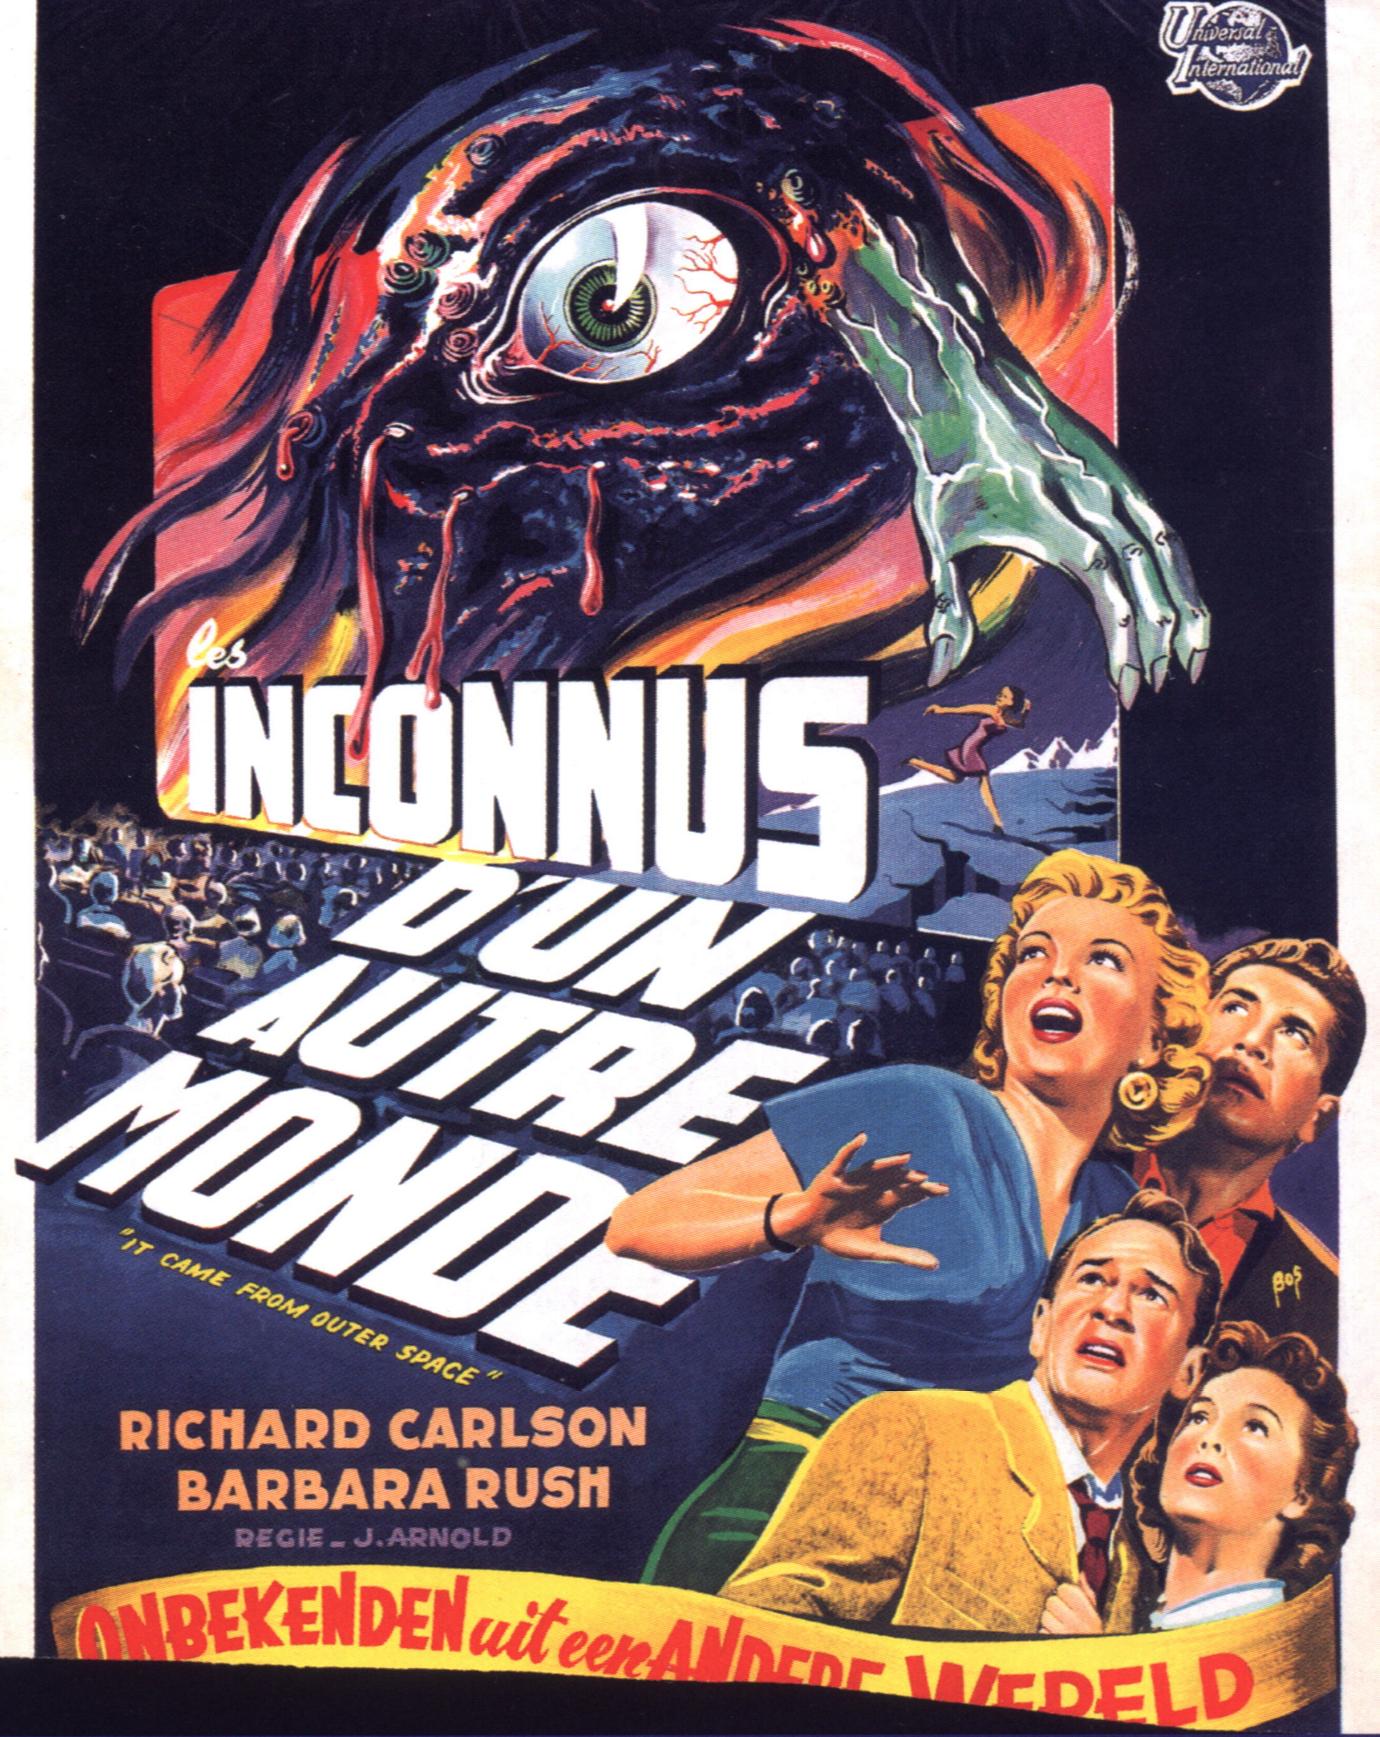 Universal
International
les
INCONNUS
D'UN
AUTRE
MONDE
"IT CAME FROM OUTER SPACE"
RICHARD CARLSON
BARBARA RUSH
REGIE - J. ARNOLD
BOS
ONBEKENDEN uit een ANDERE WERELD